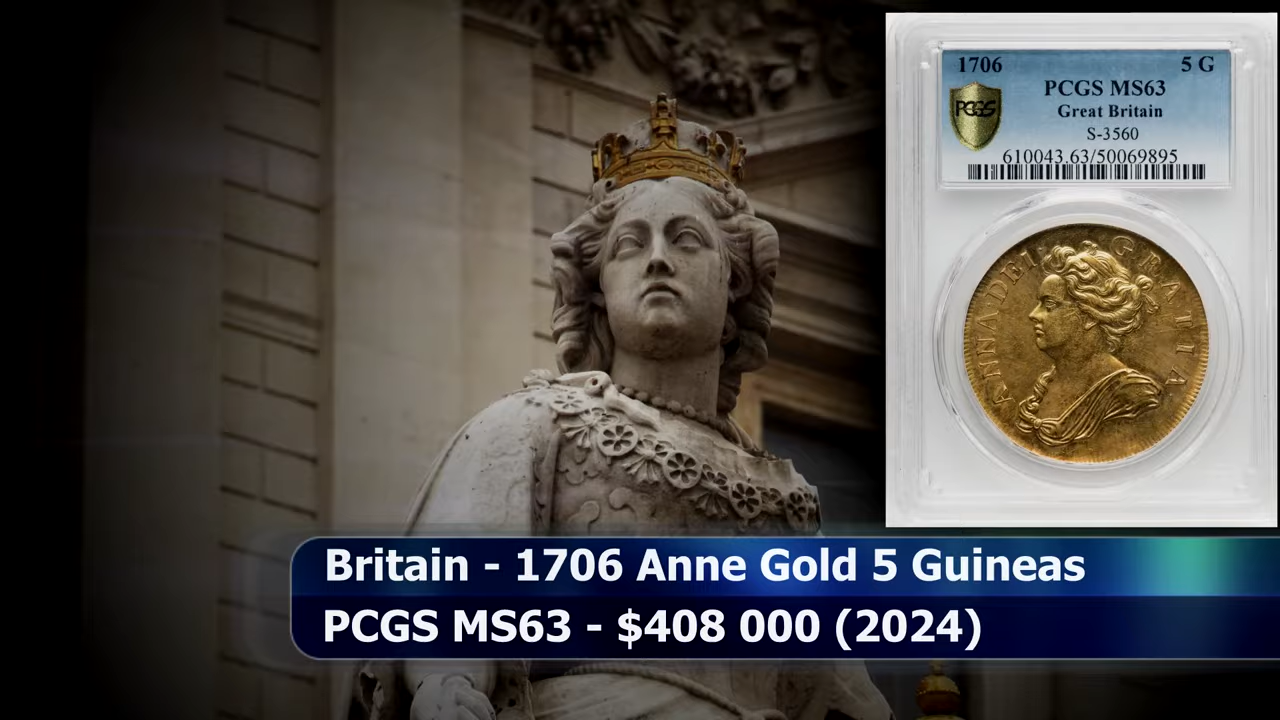 1706 5 G
PCGS MS63
Great Britain
S-3560
610043.63/50069895
PCGS
ANNA DEI GRATIA
Britain - 1706 Anne Gold 5 Guineas
PCGS MS63 - $408 000 (2024)